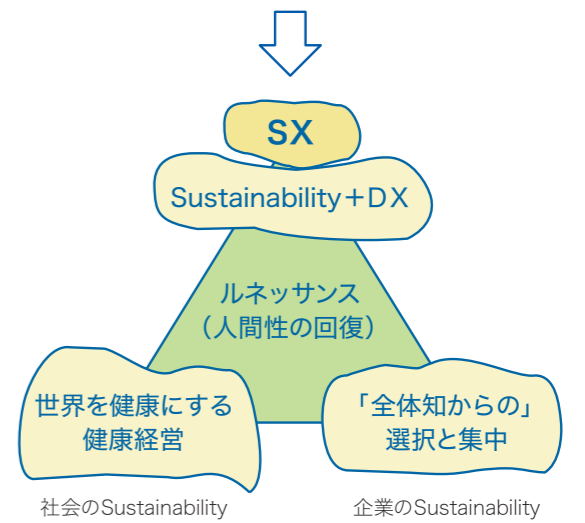 SX
Sustainability+DX
ルネッサンス
(人間性の回復)
世界を健康にする
健康経営
「全体知からの」
選択と集中
社会のSustainability
企業のSustainability